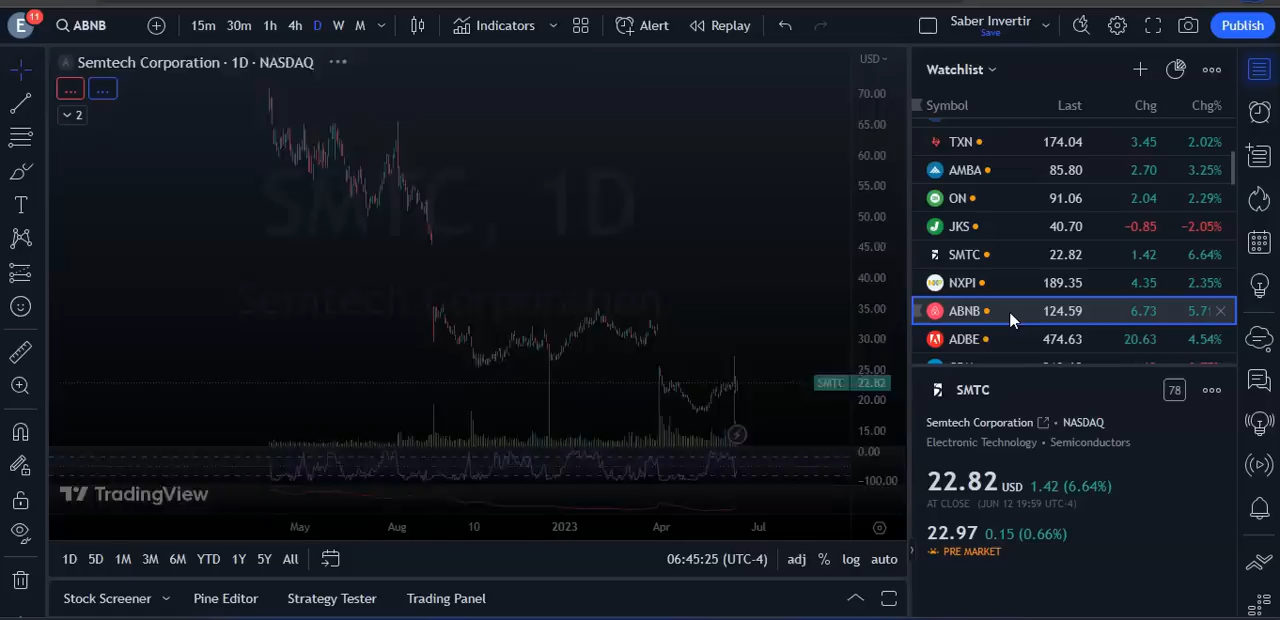 E 11 ABNB 15m 30m 1h 4h D W M Indicators Alert Replay Saber Invertir Save Publish
Semtech Corporation · 1D · NASDAQ
... ...
2
SMTC, 1D
Semtech Corporation
USD
70.00
65.00
60.00
55.00
50.00
45.00
40.00
35.00
30.00
25.00
SMTC 22.82
20.00
15.00
0.00
-100.00
TradingView
May Aug 10 2023 Apr Jul
1D 5D 1M 3M 6M YTD 1Y 5Y All 06:45:25 (UTC-4) adj % log auto
Stock Screener Pine Editor Strategy Tester Trading Panel
Watchlist
Symbol Last Chg Chg%
TXN 174.04 3.45 2.02%
AMBA 85.80 2.70 3.25%
ON 91.06 2.04 2.29%
JKS 40.70 −0.85 −2.05%
SMTC 22.82 1.42 6.64%
NXPI 189.35 4.35 2.35%
ABNB 124.59 6.73 5.71
ADBE 474.63 20.63 4.54%
SMTC 78
Semtech Corporation • NASDAQ
Electronic Technology • Semiconductors
22.82 USD 1.42 (6.64%)
AT CLOSE (JUN 12 19:59 UTC-4)
22.97 0.15 (0.66%)
PRE MARKET